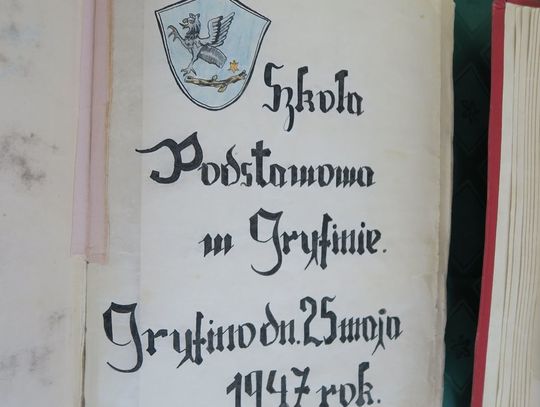 Szkoła
Podstawowa
w Gryfinie.
Gryfino dn. 25 maja
1947 rok.